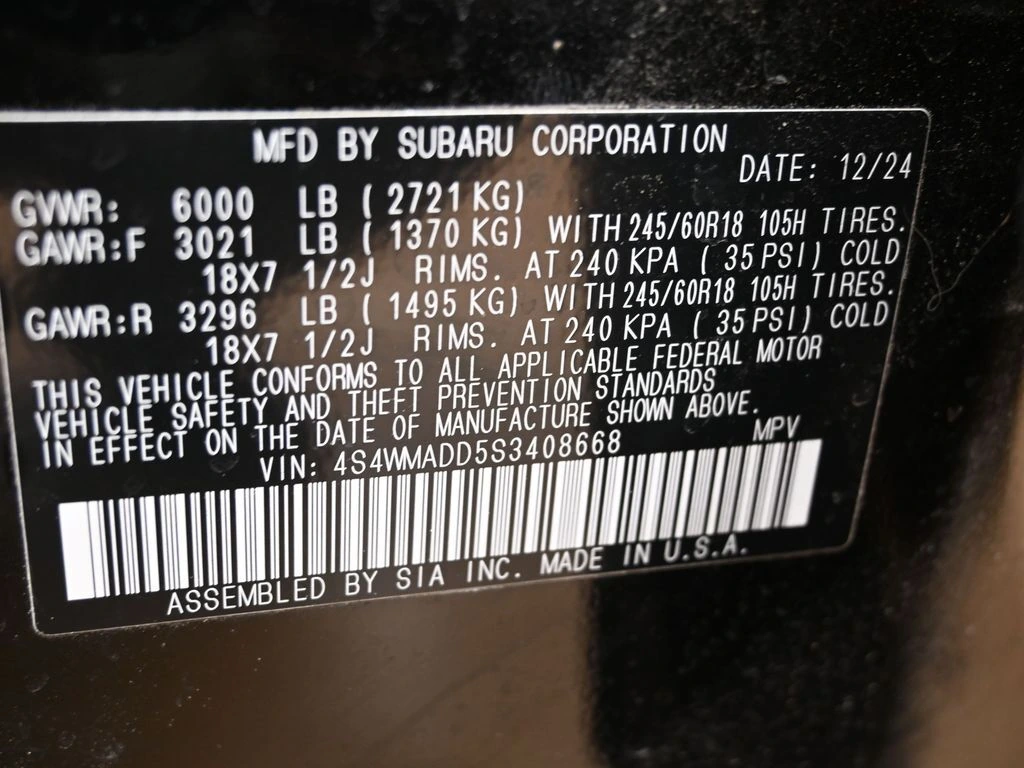 MFD BY SUBARU CORPORATION
DATE: 12/24
GVWR: 6000 LB ( 2721 KG)
GAWR:F 3021 LB ( 1370 KG) WITH 245/60R18 105H TIRES.
18X7 1/2J RIMS. AT 240 KPA ( 35 PSI) COLD
GAWR:R 3296 LB ( 1495 KG) WITH 245/60R18 105H TIRES.
18X7 1/2J RIMS. AT 240 KPA ( 35 PSI) COLD
THIS VEHICLE CONFORMS TO ALL APPLICABLE FEDERAL MOTOR
VEHICLE SAFETY AND THEFT PREVENTION STANDARDS
IN EFFECT ON THE DATE OF MANUFACTURE SHOWN ABOVE.
VIN: 4S4WMADD5S3408668 MPV
ASSEMBLED BY SIA INC. MADE IN U.S.A.